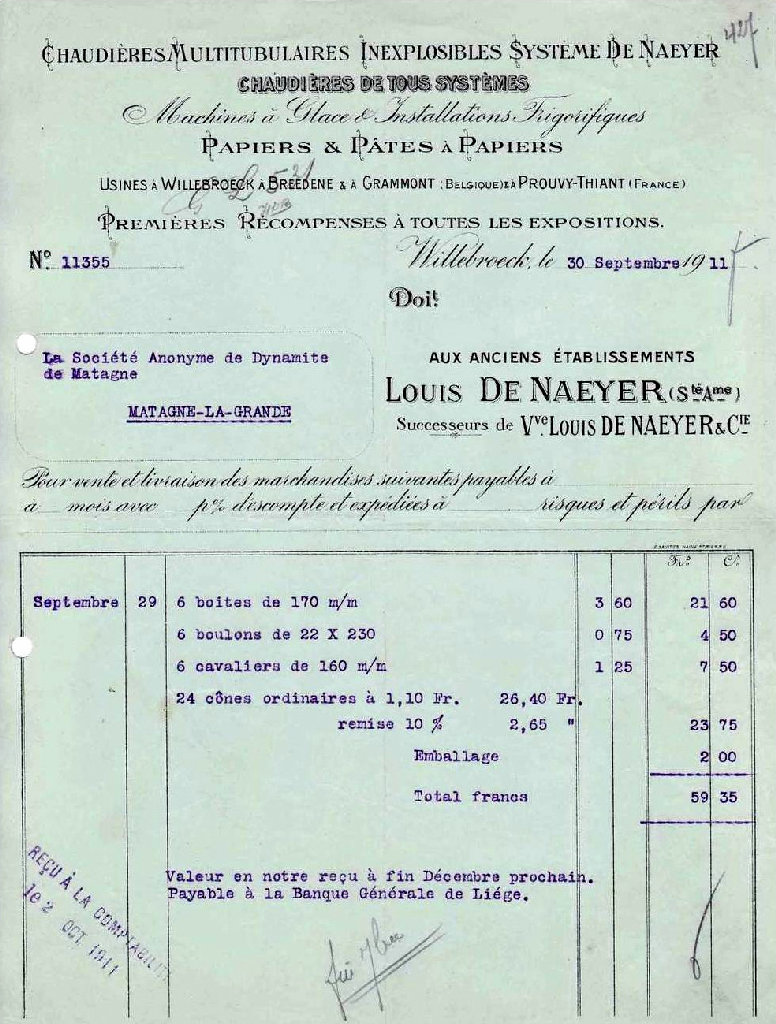 427
CHAUDIÈRES MULTITUBULAIRES INEXPLOSIBLES SYSTÈME DE NAEYER
CHAUDIÈRES DE TOUS SYSTÈMES
Machines à Glace & Installations Frigorifiques
PAPIERS & PÂTES À PAPIERS
USINES À WILLEBROECK À BREEDENE & À GRAMMONT (BELGIQUE) & À PROUVY-THIANT (FRANCE)
PREMIÈRES RÉCOMPENSES À TOUTES LES EXPOSITIONS.
No. 11355
Willebroeck, le 30 Septembre 1911.
Doit
La Société Anonyme de Dynamite
de Matagne
MATAGNE-LA-GRANDE
AUX ANCIENS ÉTABLISSEMENTS
LOUIS DE NAEYER (Sté Ame)
Successeurs de Vve LOUIS DE NAEYER & CIE
Pour vente et livraison des marchandises suivantes payables à
à mois avec p% d'escompte et expédiées à risques et périls par
Frs. Cs.
Septembre 29 6 boites de 170 m/m 3 60 21 60
6 boulons de 22 X 230 0 75 4 50
6 cavaliers de 160 m/m 1 25 7 50
24 cônes ordinaires à 1,10 Fr. 26,40 Fr.
remise 10 % 2,65 " 23 75
Emballage 2 00
Total francs 59 35
Valeur en notre reçu à fin Décembre prochain.
Payable à la Banque Générale de Liége.
REÇU À LA COMPTABILITÉ
le 2 OCT 1911